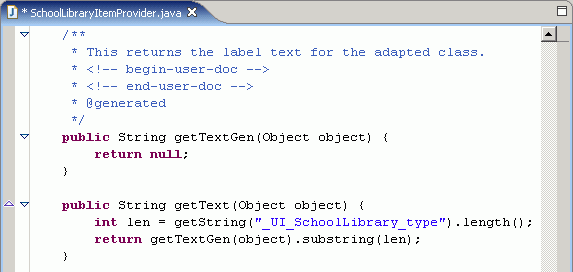 * SchoolLibraryItemProvider.java
/**
 * This returns the label text for the adapted class.
 * <!-- begin-user-doc -->
 * <!-- end-user-doc -->
 * @generated
 */
public String getTextGen(Object object) {
    return null;
}

public String getText(Object object) {
    int len = getString("_UI_SchoolLibrary_type").length();
    return getTextGen(object).substring(len);
}